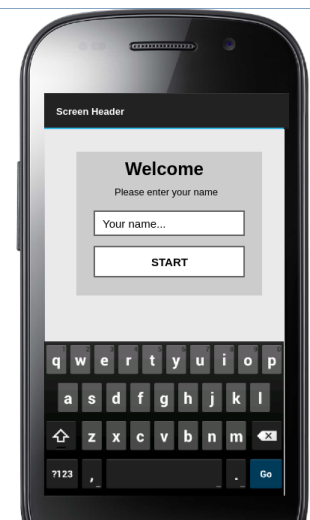 Screen Header
Welcome
Please enter your name
Your name...
START
q w e r t y u i o p
a s d f g h j k l
z x c v b n m
?123 , . Go